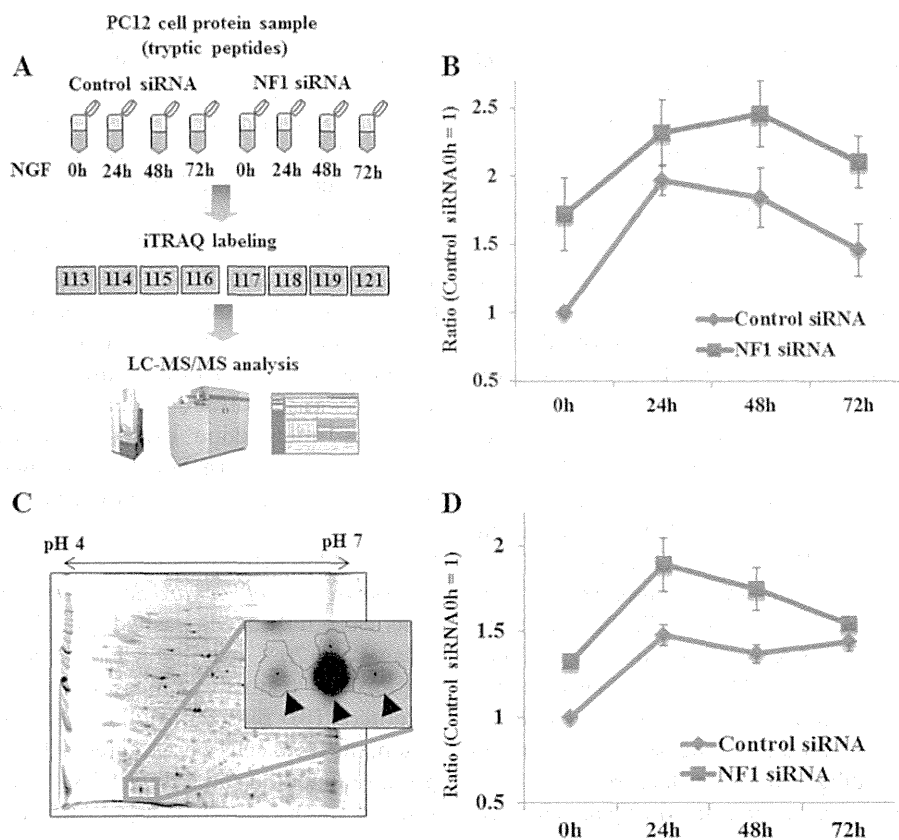 PC12 cell protein sample
(tryptic peptides)
A
Control siRNA NF1 siRNA
NGF 0h 24h 48h 72h 0h 24h 48h 72h
iTRAQ labeling
113 114 115 116 117 118 119 121
LC-MS/MS analysis
B
Ratio (Control siRNA0h = 1)
2.5
2
1.5
1
0.5
Control siRNA
NF1 siRNA
0h 24h 48h 72h
C
pH 4 pH 7
D
Ratio (Control siRNA0h = 1)
2
1.5
1
0.5
Control siRNA
NF1 siRNA
0h 24h 48h 72h